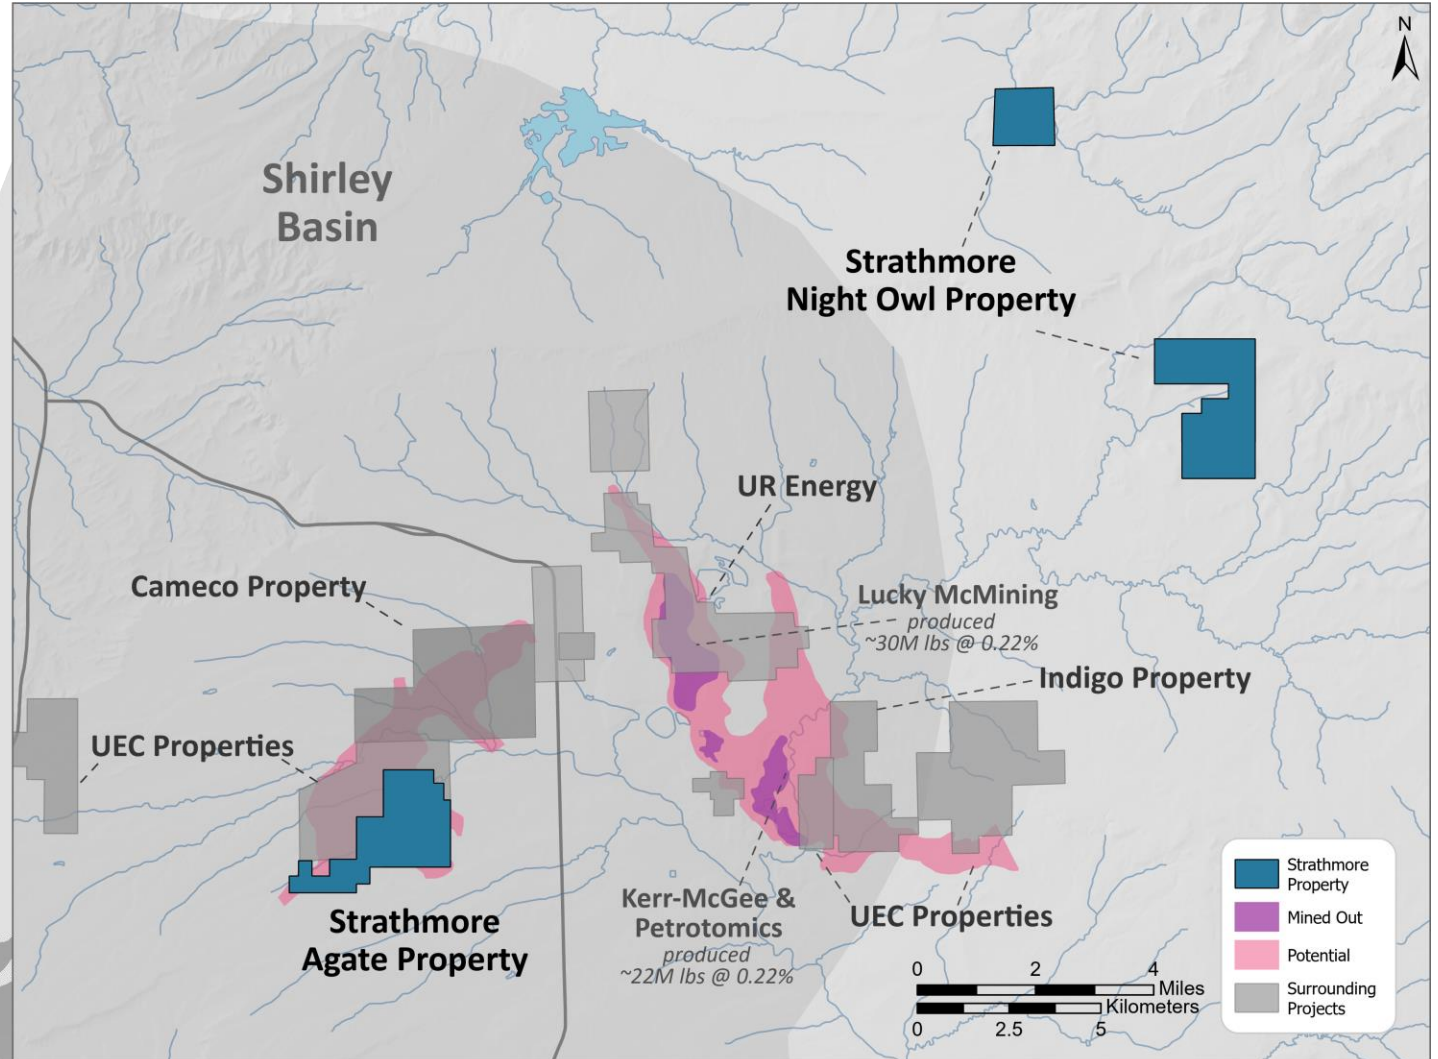 N
Shirley
Basin
Strathmore
Night Owl Property
UR Energy
Cameco Property
Lucky McMining
produced
~30M lbs @ 0.22%
Indigo Property
UEC Properties
Strathmore
Agate Property
Kerr-McGee &
Petrotomics
produced
~22M lbs @ 0.22%
UEC Properties
0 2 4
Miles
Kilometers
0 2.5 5
Strathmore
Property
Mined Out
Potential
Surrounding
Projects